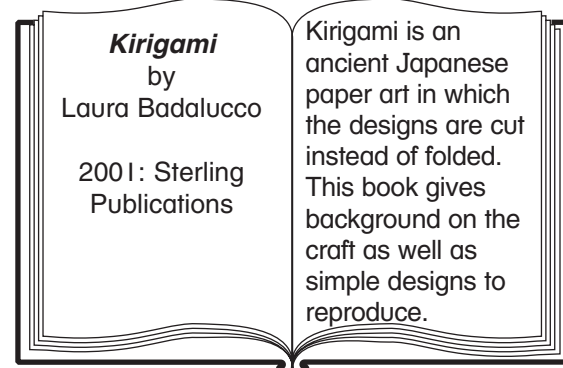 Kirigami
by
Laura Badalucco
2001: Sterling
Publications
Kirigami is an
ancient Japanese
paper art in which
the designs are cut
instead of folded.
This book gives
background on the
craft as well as
simple designs to
reproduce.